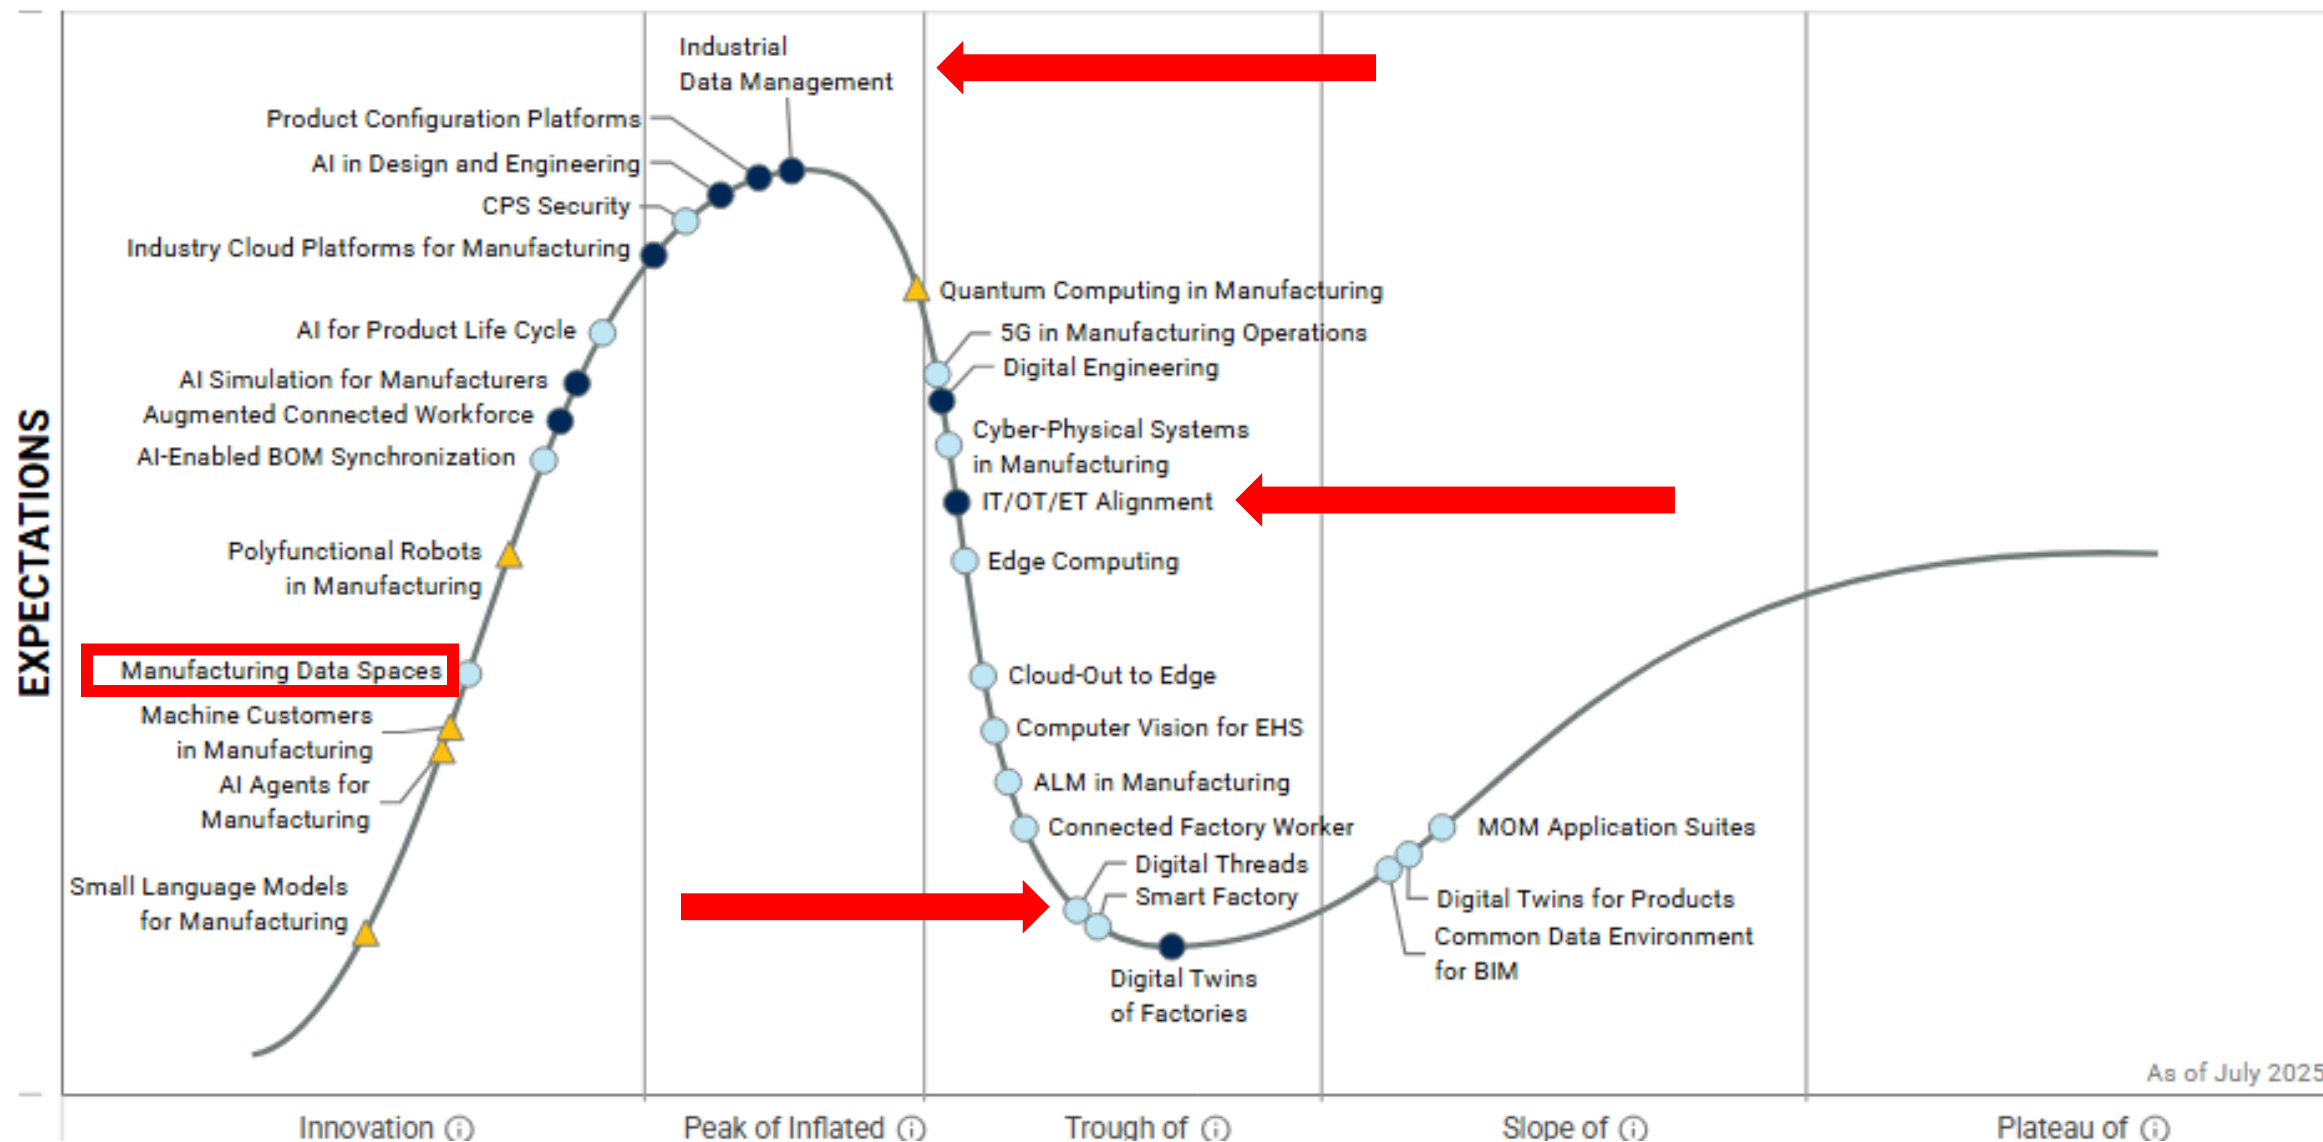 Industrial
Data Management
Product Configuration Platforms
AI in Design and Engineering
CPS Security
Industry Cloud Platforms for Manufacturing
AI for Product Life Cycle
AI Simulation for Manufacturers
Augmented Connected Workforce
AI-Enabled BOM Synchronization
Polyfunctional Robots
in Manufacturing
Manufacturing Data Spaces
Machine Customers
in Manufacturing
AI Agents for
Manufacturing
Small Language Models
for Manufacturing
EXPECTATIONS
Quantum Computing in Manufacturing
5G in Manufacturing Operations
Digital Engineering
Cyber-Physical Systems
in Manufacturing
IT/OT/ET Alignment
Edge Computing
Cloud-Out to Edge
Computer Vision for EHS
ALM in Manufacturing
Connected Factory Worker
Digital Threads
Smart Factory
Digital Twins
of Factories
MOM Application Suites
Digital Twins for Products
Common Data Environment
for BIM
As of July 2025
Innovation
Peak of Inflated
Trough of
Slope of
Plateau of